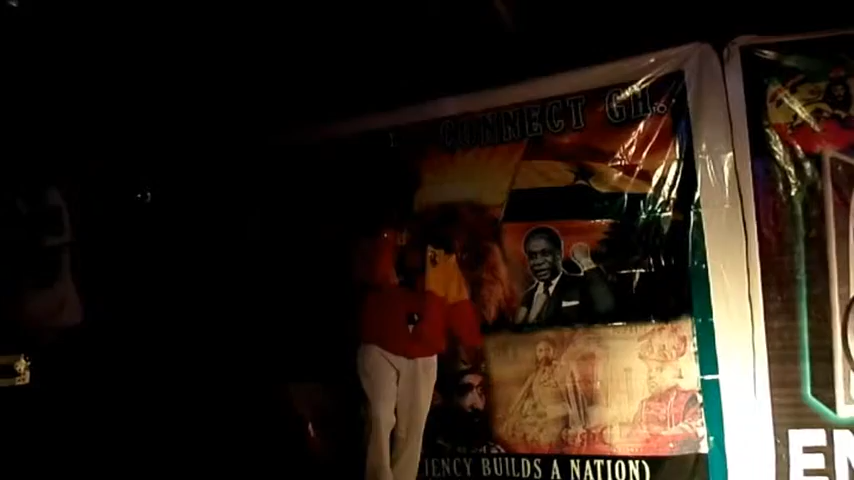 CONNECT GH.
IENCY BUILDS A NATION)
EN